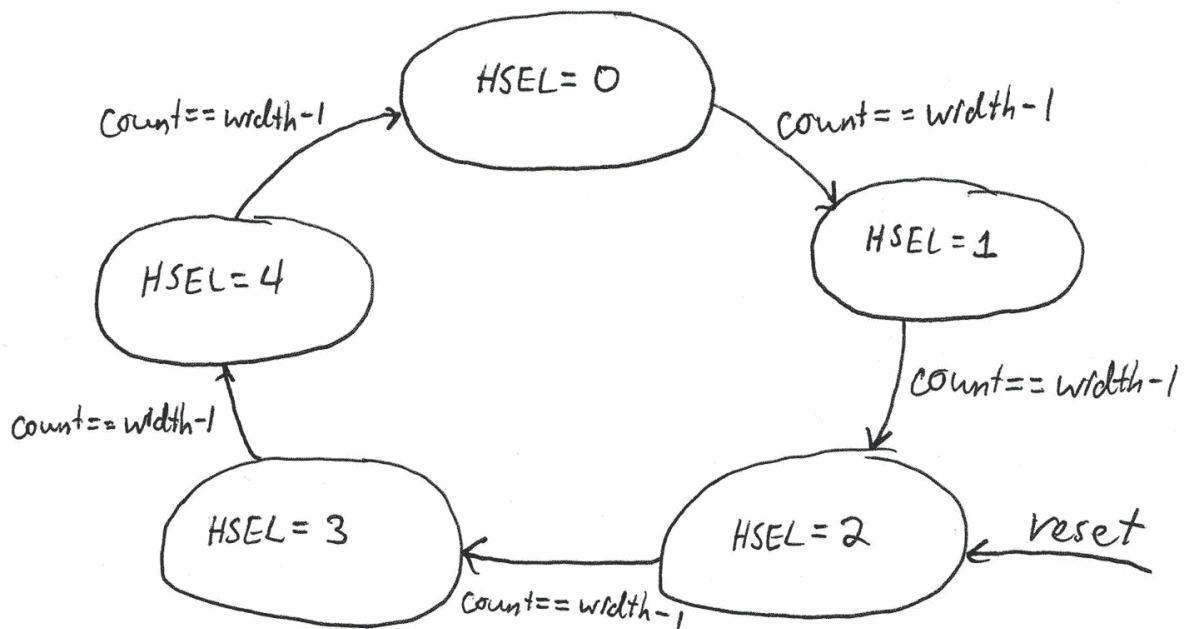 HSEL = 0
count == width-1
count == width-1
HSEL = 1
HSEL = 4
count == width-1
count == width-1
HSEL = 3
HSEL = 2
reset
count == width-1